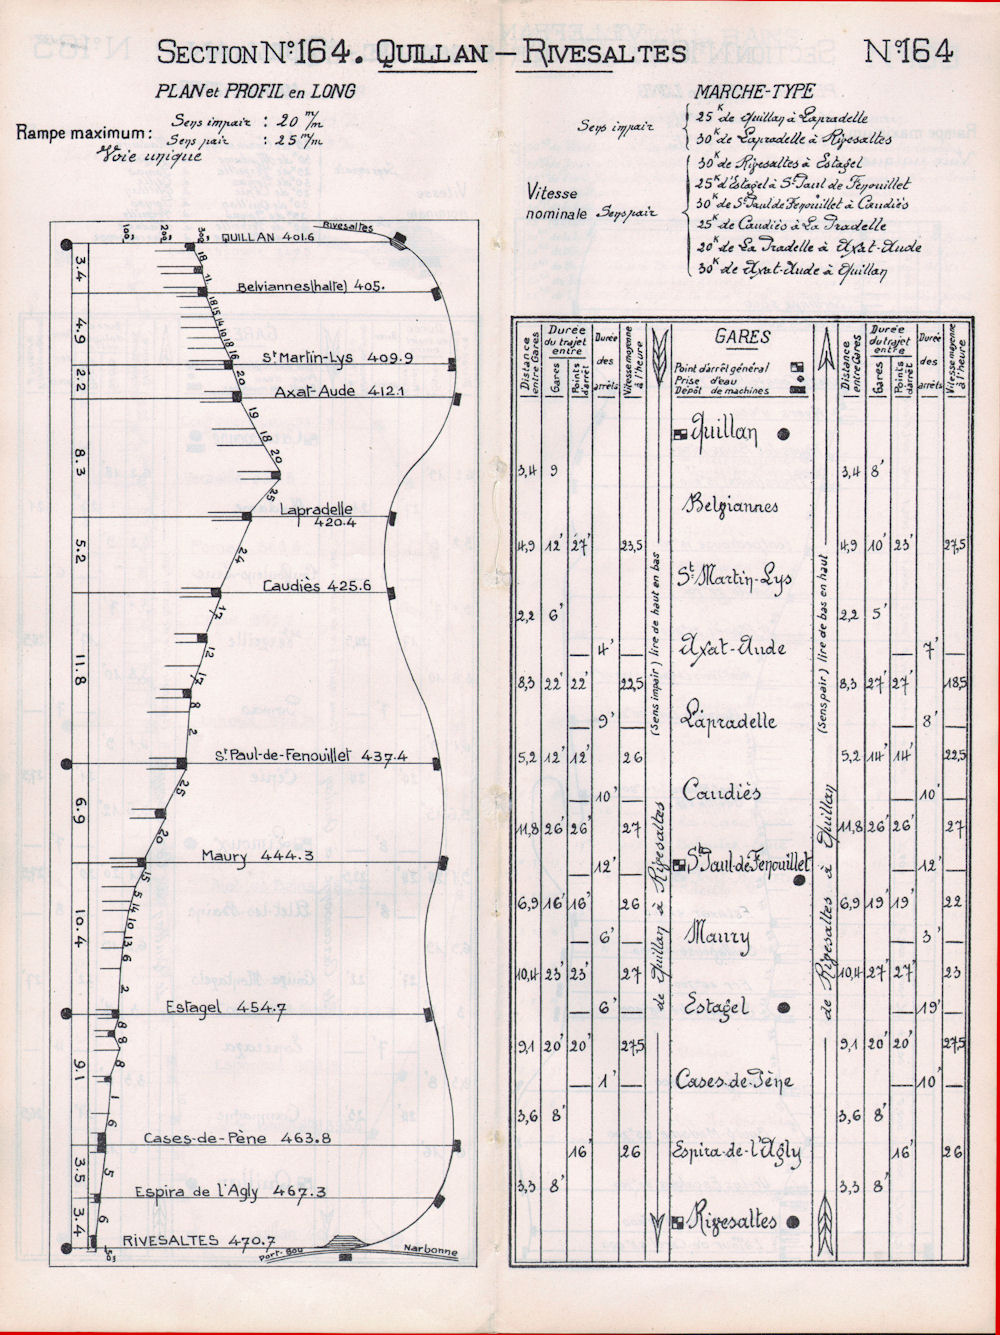 SECTION N° 164. QUILLAN – RIVESALTES
N° 164
PLAN et PROFIL en LONG
Rampe maximum:
Sens impair : 20 m/m
Sens pair : 25 m/m
Voie unique
MARCHE-TYPE
Vitesse nominale
Sens impair
25K de Quillan à Lapradelle
30K de Lapradelle à Rivesaltes
Sens pair
30K de Rivesaltes à Estagel
25K d'Estagel à St Paul de Fenouillet
30K de St Paul de Fenouillet à Caudiès
25K de Caudiès à La Pradelle
20K de La Pradelle à Axat-Aude
30K de Axat-Aude à Quillan
100m 200m 300m
Rivesaltes
QUILLAN 401.6
3.4
18
11
Belviannes(halte) 405.
4.9
18 15 14 19 18 16
St Martin-Lys 409.9
2.2
20
Axat-Aude 412.1
8.3
19
18
20
25
Lapradelle
420.4
5.2
24
Caudiès 425.6
11.8
17
12
17
8
2
St Paul-de-Fenouillet 437.4
6.9
25
20
Maury 444.3
10.4
15
5 14 10 13 6
2
Estagel 454.7
9.1
8
8
8
1
6
Cases-de-Pène 463.8
3.5
5
Espira de l'Agly 467.3
3.4
6
RIVESALTES 470.7
Port-Bou
Narbonne
Distance entre Gares
Durée du trajet entre
Gares
Points d'arrêt
Durée des arrêts
Vitesse moyenne à l'heure
GARES
Point d'arrêt général
Prise d'eau
Dépôt de machines
Distance entre Gares
Durée du trajet entre
Gares
Points d'arrêt
Durée des arrêts
Vitesse moyenne à l'heure
(Sens impair) lire de haut en bas
de Quillan à Rivesaltes
(Sens pair) lire de bas en haut
de Rivesaltes à Quillan
Quillan
3,4 9 3,4 8'
Belviannes
4,9 12' 27' 23,5 4,9 10' 23' 27,5
St Martin-Lys
2,2 6' 2,2 5'
— 4' — Axat-Aude — 7' —
8,3 22' 22' 22,5 8,3 27' 27' 18,5
— 9' — Lapradelle — 8' —
5,2 12' 12' 26 5,2 14' 14' 22,5
— 10' — Caudiès — 10' —
11,8 26' 26' 27 11,8 26' 26' 27
— 12' — St Paul-de-Fenouillet — 12' —
6,9 16' 16' 26 6,9 19' 19' 22
— 6' — Maury — 3' —
10,4 23' 23' 27 10,4 27' 27' 23
— 6' — Estagel — 19' —
9,1 20' 20' 27,5 9,1 20' 20' 27,5
— 1' — Cases-de-Pène — 10' —
3,6 8' 3,6 8'
16' 26 Espira-de-l'Agly 16' 26
3,3 8' 3,3 8'
Rivesaltes